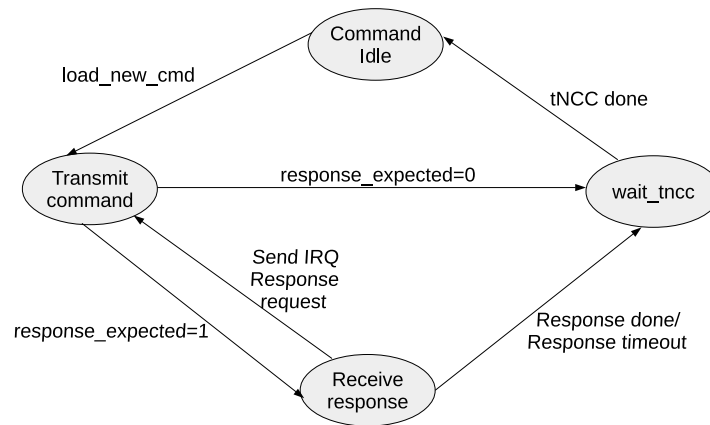 Command
Idle
load_new_cmd
tNCC done
Transmit
command
response_expected=0
wait_tncc
Send IRQ
Response
request
response_expected=1
Response done/
Response timeout
Receive
response